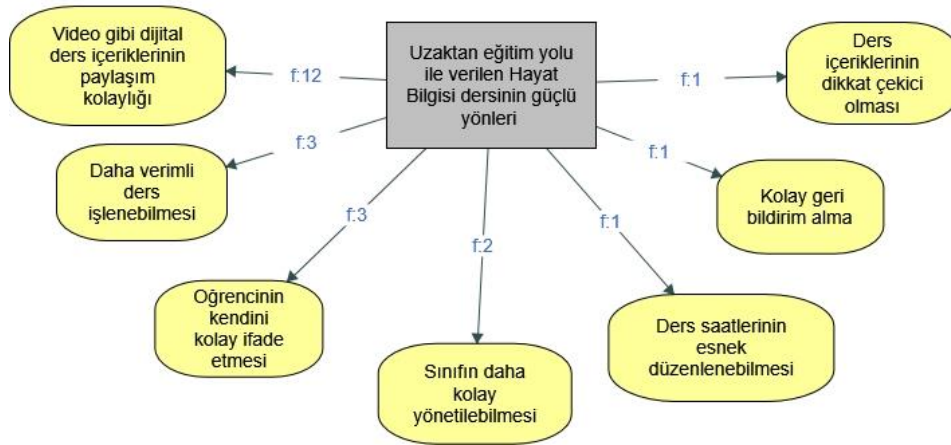 Uzaktan eğitim yolu
ile verilen Hayat
Bilgisi dersinin güçlü
yönleri
Video gibi dijital
ders içeriklerinin
paylaşım
kolaylığı
f:12
Daha verimli
ders
işlenebilmesi
f:3
Oğrencinin
kendini
kolay ifade
etmesi
f:3
Sınıfın daha
kolay
yönetilebilmesi
f:2
Ders saatlerinin
esnek
düzenlenebilmesi
f:1
Kolay geri
bildirim alma
f:1
Ders
içeriklerinin
dikkat çekici
olması
f:1